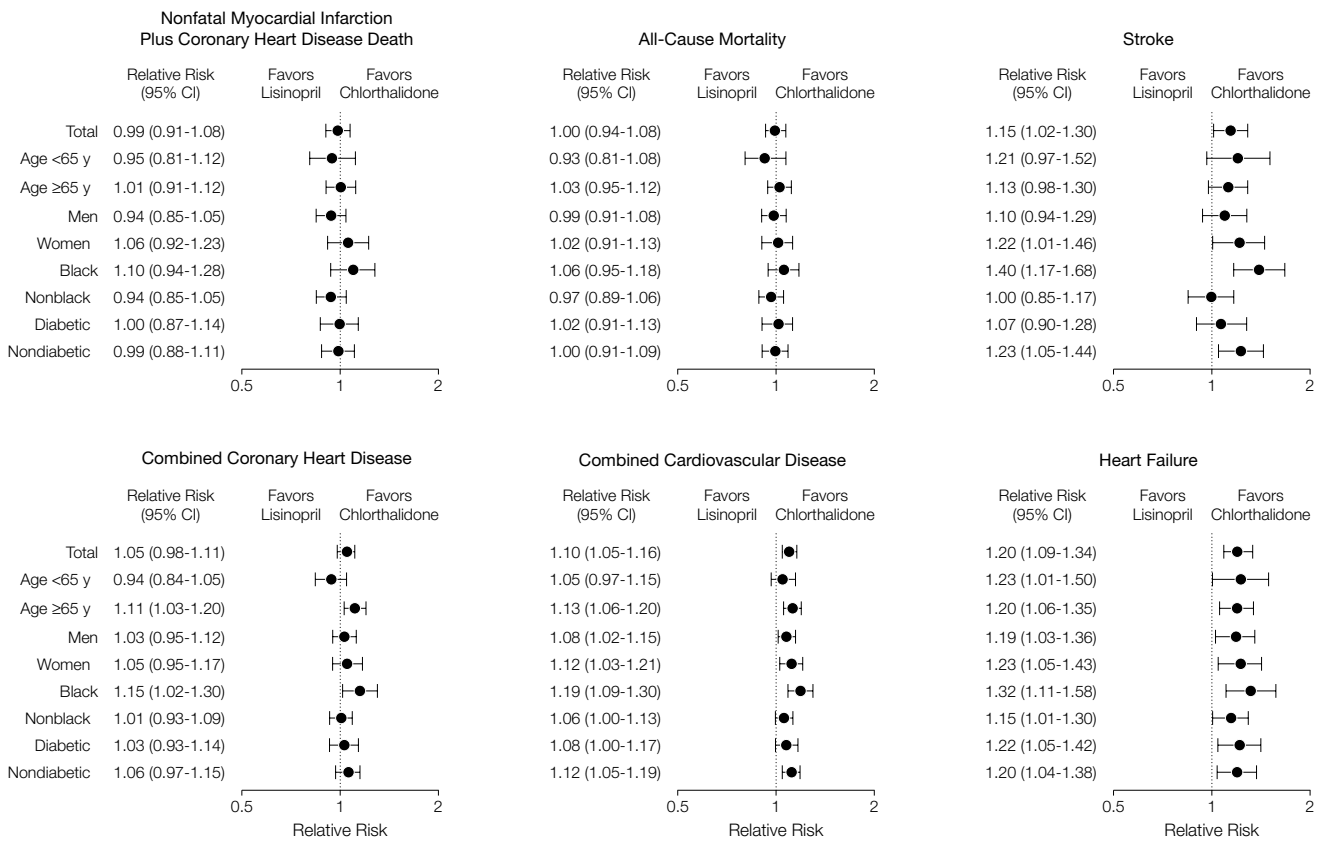 Nonfatal Myocardial Infarction
Plus Coronary Heart Disease Death
Relative Risk
(95% CI)
Favors
Lisinopril
Favors
Chlorthalidone
Total 0.99 (0.91-1.08)
Age <65 y 0.95 (0.81-1.12)
Age ≥65 y 1.01 (0.91-1.12)
Men 0.94 (0.85-1.05)
Women 1.06 (0.92-1.23)
Black 1.10 (0.94-1.28)
Nonblack 0.94 (0.85-1.05)
Diabetic 1.00 (0.87-1.14)
Nondiabetic 0.99 (0.88-1.11)
0.5 1 2
All-Cause Mortality
Relative Risk
(95% CI)
Favors
Lisinopril
Favors
Chlorthalidone
1.00 (0.94-1.08)
0.93 (0.81-1.08)
1.03 (0.95-1.12)
0.99 (0.91-1.08)
1.02 (0.91-1.13)
1.06 (0.95-1.18)
0.97 (0.89-1.06)
1.02 (0.91-1.13)
1.00 (0.91-1.09)
0.5 1 2
Stroke
Relative Risk
(95% CI)
Favors
Lisinopril
Favors
Chlorthalidone
1.15 (1.02-1.30)
1.21 (0.97-1.52)
1.13 (0.98-1.30)
1.10 (0.94-1.29)
1.22 (1.01-1.46)
1.40 (1.17-1.68)
1.00 (0.85-1.17)
1.07 (0.90-1.28)
1.23 (1.05-1.44)
0.5 1 2
Combined Coronary Heart Disease
Relative Risk
(95% CI)
Favors
Lisinopril
Favors
Chlorthalidone
Total 1.05 (0.98-1.11)
Age <65 y 0.94 (0.84-1.05)
Age ≥65 y 1.11 (1.03-1.20)
Men 1.03 (0.95-1.12)
Women 1.05 (0.95-1.17)
Black 1.15 (1.02-1.30)
Nonblack 1.01 (0.93-1.09)
Diabetic 1.03 (0.93-1.14)
Nondiabetic 1.06 (0.97-1.15)
0.5 1 2
Relative Risk
Combined Cardiovascular Disease
Relative Risk
(95% CI)
Favors
Lisinopril
Favors
Chlorthalidone
1.10 (1.05-1.16)
1.05 (0.97-1.15)
1.13 (1.06-1.20)
1.08 (1.02-1.15)
1.12 (1.03-1.21)
1.19 (1.09-1.30)
1.06 (1.00-1.13)
1.08 (1.00-1.17)
1.12 (1.05-1.19)
0.5 1 2
Relative Risk
Heart Failure
Relative Risk
(95% CI)
Favors
Lisinopril
Favors
Chlorthalidone
1.20 (1.09-1.34)
1.23 (1.01-1.50)
1.20 (1.06-1.35)
1.19 (1.03-1.36)
1.23 (1.05-1.43)
1.32 (1.11-1.58)
1.15 (1.01-1.30)
1.22 (1.05-1.42)
1.20 (1.04-1.38)
0.5 1 2
Relative Risk